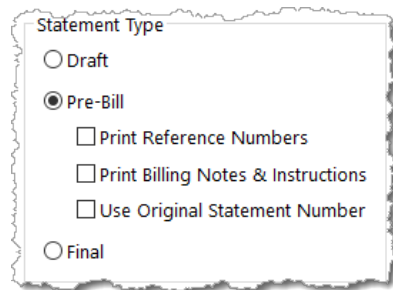 Statement Type
Draft
Pre-Bill
Print Reference Numbers
Print Billing Notes & Instructions
Use Original Statement Number
Final